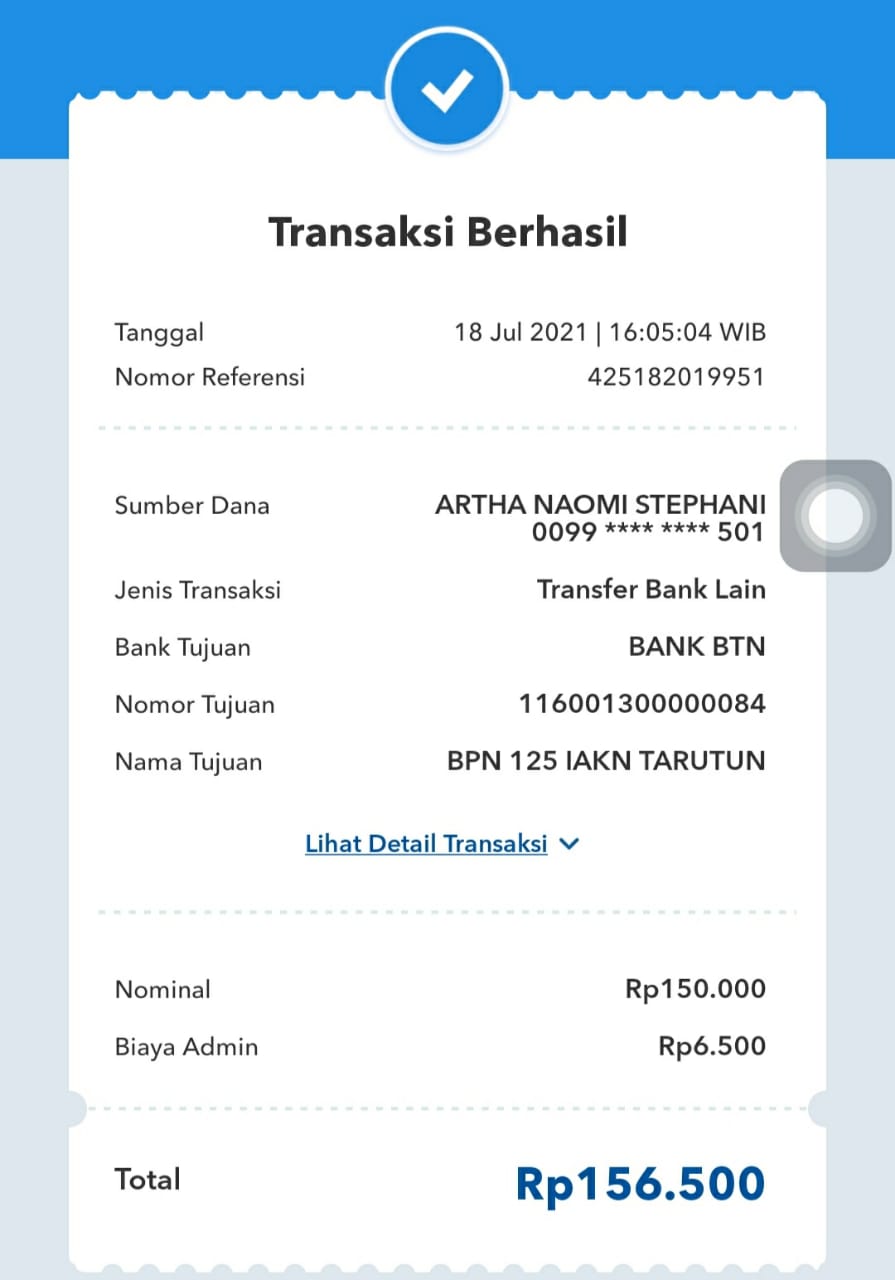 Transaksi Berhasil
Tanggal 18 Jul 2021 | 16:05:04 WIB
Nomor Referensi 425182019951
Sumber Dana ARTHA NAOMI STEPHANI
0099 **** **** 501
Jenis Transaksi Transfer Bank Lain
Bank Tujuan BANK BTN
Nomor Tujuan 116001300000084
Nama Tujuan BPN 125 IAKN TARUTUN
Lihat Detail Transaksi
Nominal Rp150.000
Biaya Admin Rp6.500
Total Rp156.500